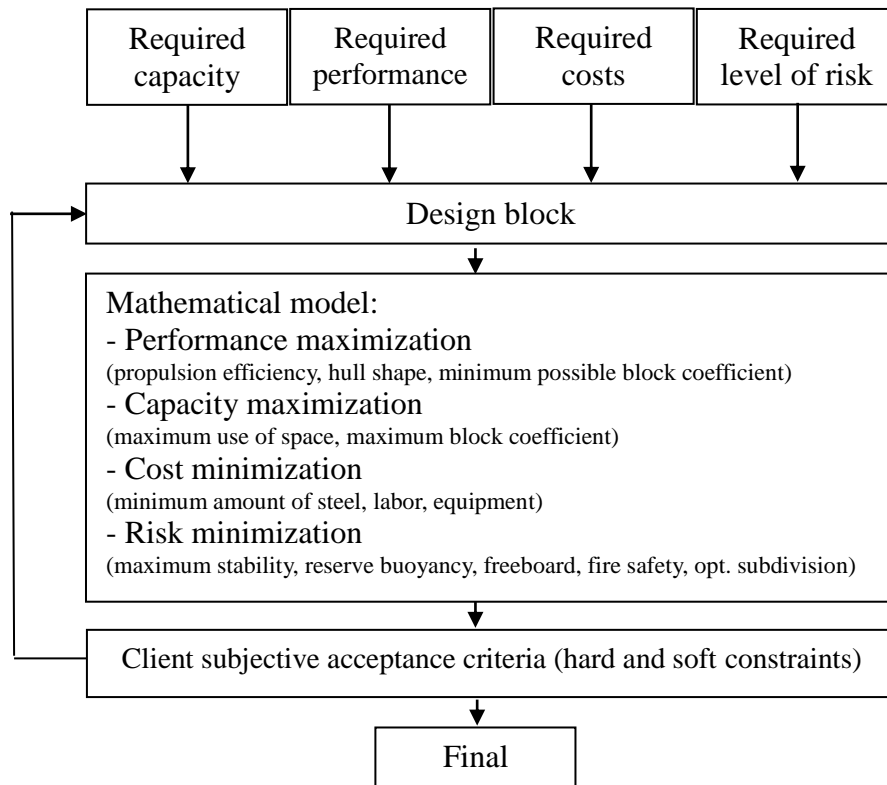 Required
capacity
Required
performance
Required
costs
Required
level of risk
Design block
Mathematical model:
- Performance maximization
(propulsion efficiency, hull shape, minimum possible block coefficient)
- Capacity maximization
(maximum use of space, maximum block coefficient)
- Cost minimization
(minimum amount of steel, labor, equipment)
- Risk minimization
(maximum stability, reserve buoyancy, freeboard, fire safety, opt. subdivision)
Client subjective acceptance criteria (hard and soft constraints)
Final